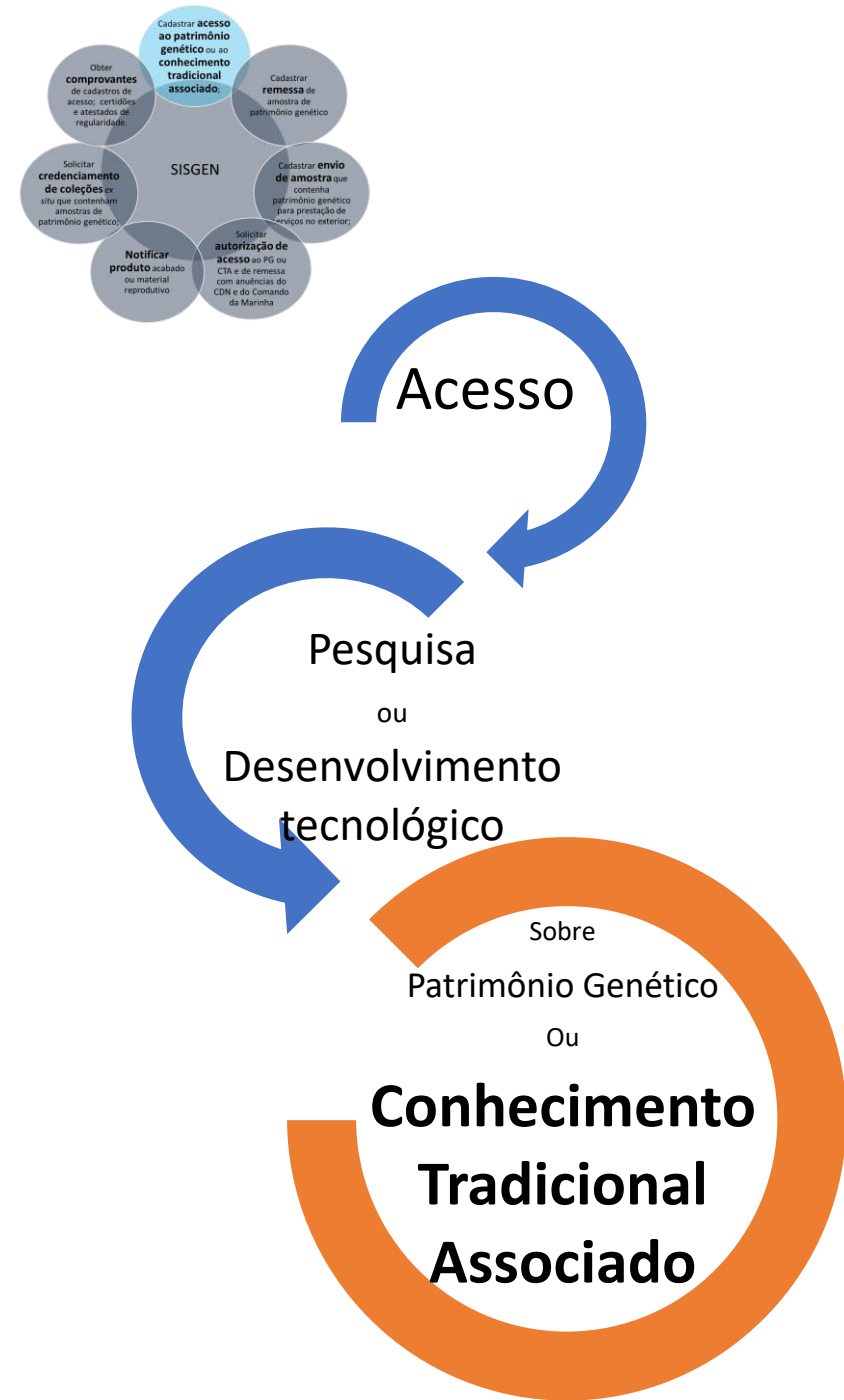 Cadastrar acesso
ao patrimônio
genético ou ao
conhecimento
tradicional
associado;
Obter
comprovantes
de cadastros de
acesso; certidões
e atestados de
regularidade.
Cadastrar
remessa de
amostra de
patrimônio genético
SISGEN
Solicitar
credenciamento
de coleções ex
situ que contenham
amostras de
patrimônio genético;
Cadastrar envio
de amostra que
contenha
patrimônio genético
para prestação de
serviços no exterior;
Notificar
produto acabado
ou material
reprodutivo
Solicitar
autorização de
acesso ao PG ou
CTA e de remessa
com anuências do
CDN e do Comando
da Marinha
Acesso
Pesquisa
ou
Desenvolvimento
tecnológico
Sobre
Patrimônio Genético
Ou
Conhecimento
Tradicional
Associado